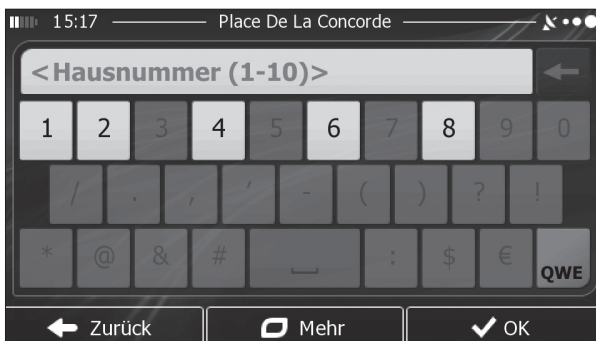 15:17 Place De La Concorde
<Hausnummer (1-10)>
1 2 3 4 5 6 7 8 9 0
/ . , ' - ( ) ? !
* @ & # : $ € QWE
Zurück Mehr OK